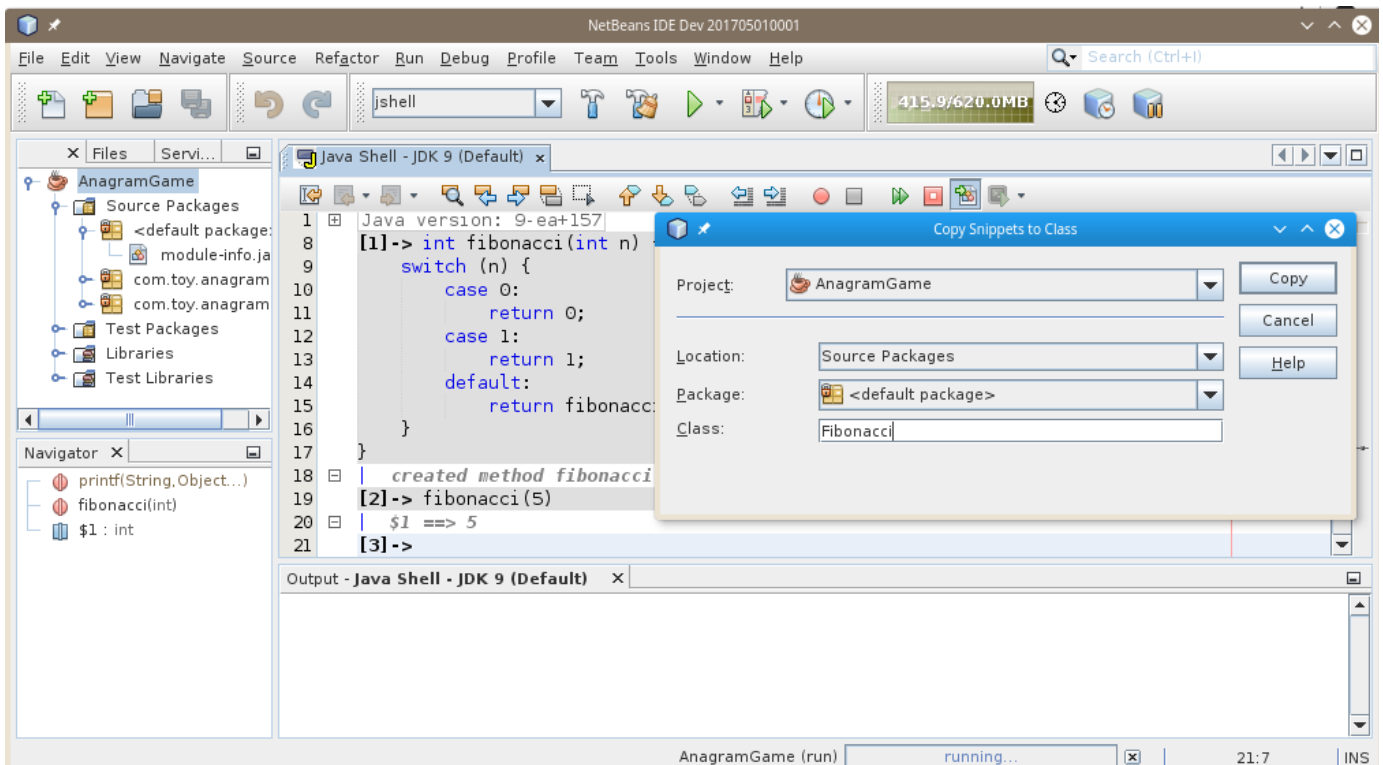 NetBeans IDE Dev 201705010001
File Edit View Navigate Source Refactor Run Debug Profile Team Tools Window Help
Search (Ctrl+I)
jshell
415.9/620.0MB
Files Servi...
AnagramGame
Source Packages
<default package:
module-info.ja
com.toy.anagram
com.toy.anagram
Test Packages
Libraries
Test Libraries
Navigator
printf(String,Object...)
fibonacci(int)
$1 : int
Java Shell - JDK 9 (Default)
1 Java version: 9-ea+157
8 [1]-> int fibonacci(int n)
9 switch (n) {
10 case 0:
11 return 0;
12 case 1:
13 return 1;
14 default:
15 return fibonacc
16 }
17 }
18 | created method fibonacci
19 [2]-> fibonacci(5)
20 | $1 ==> 5
21 [3]->
Copy Snippets to Class
Project: AnagramGame
Copy
Cancel
Location: Source Packages
Help
Package: <default package>
Class: Fibonacci
Output - Java Shell - JDK 9 (Default)
AnagramGame (run) running... 21:7 INS